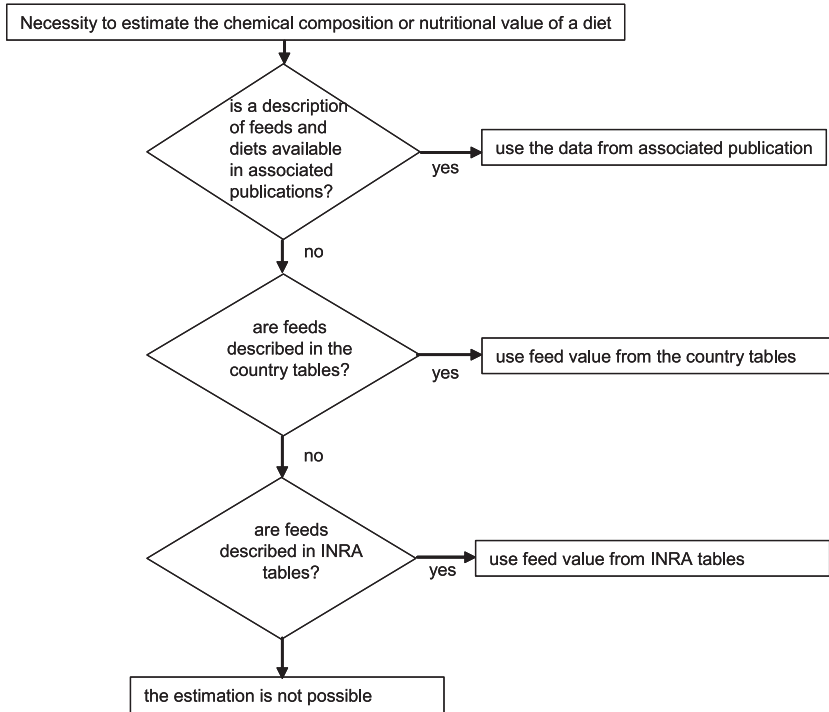 Necessity to estimate the chemical composition or nutritional value of a diet
is a description
of feeds and
diets available
in associated
publications?
yes
use the data from associated publication
no
are feeds
described in the
country tables?
yes
use feed value from the country tables
no
are feeds
described in INRA
tables?
yes
use feed value from INRA tables
the estimation is not possible